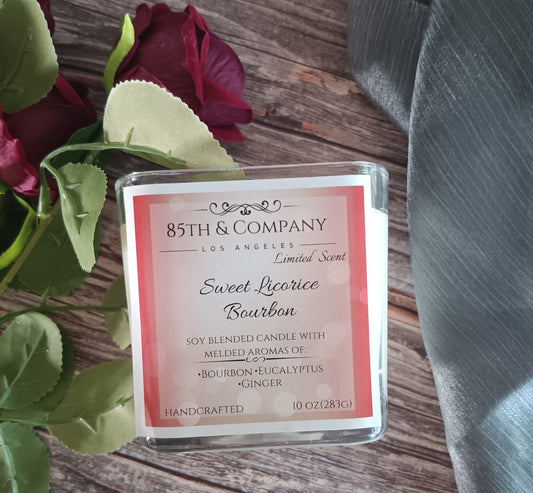 85TH & COMPANY
LOS ANGELES
Limited Scent
Sweet Licorice
Bourbon
SOY BLENDED CANDLE WITH
MELDED AROMAS OF:
•BOURBON •EUCALYPTUS
•GINGER
HANDCRAFTED 10 OZ(283G)